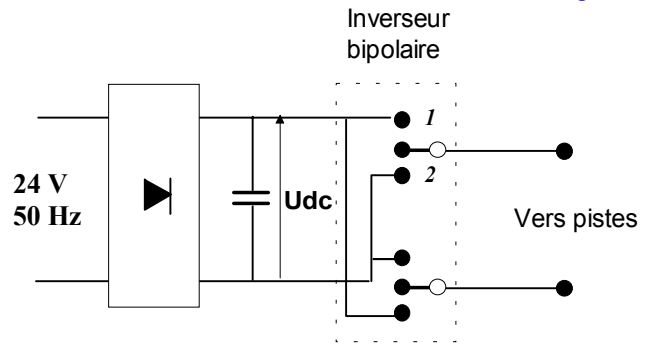 Inverseur
bipolaire
1
2
24 V
50 Hz
Udc
Vers pistes